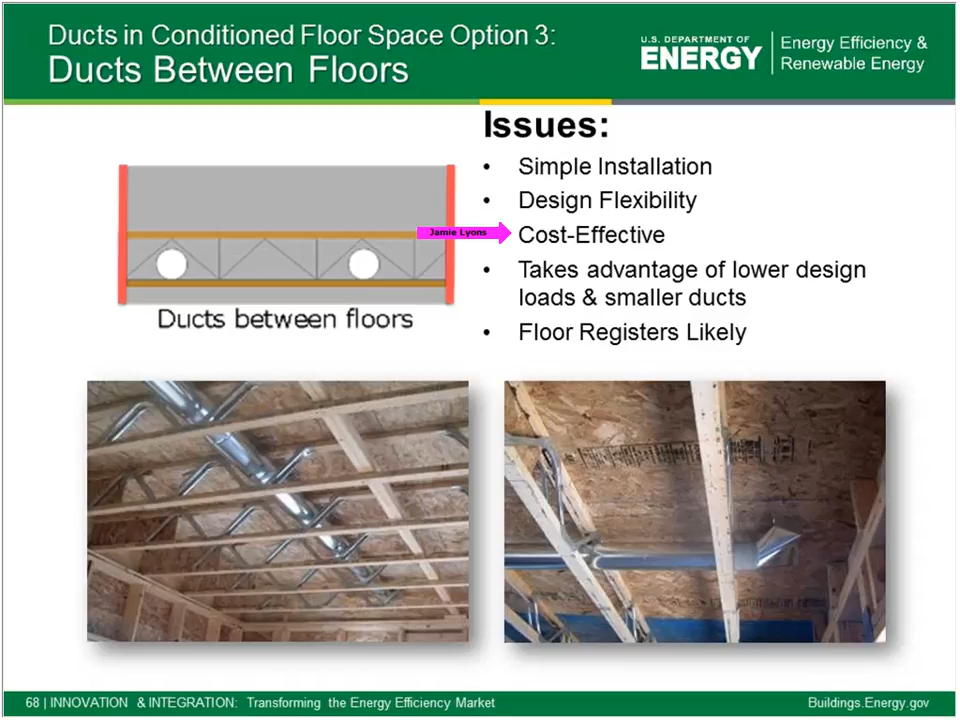 Ducts in Conditioned Floor Space Option 3:
Ducts Between Floors
U.S. DEPARTMENT OF
ENERGY
Energy Efficiency &
Renewable Energy
Issues:
• Simple Installation
• Design Flexibility
Jamie Lyons
• Cost-Effective
• Takes advantage of lower design
loads & smaller ducts
• Floor Registers Likely
Ducts between floors
68 | INNOVATION & INTEGRATION: Transforming the Energy Efficiency Market
Buildings.Energy.gov